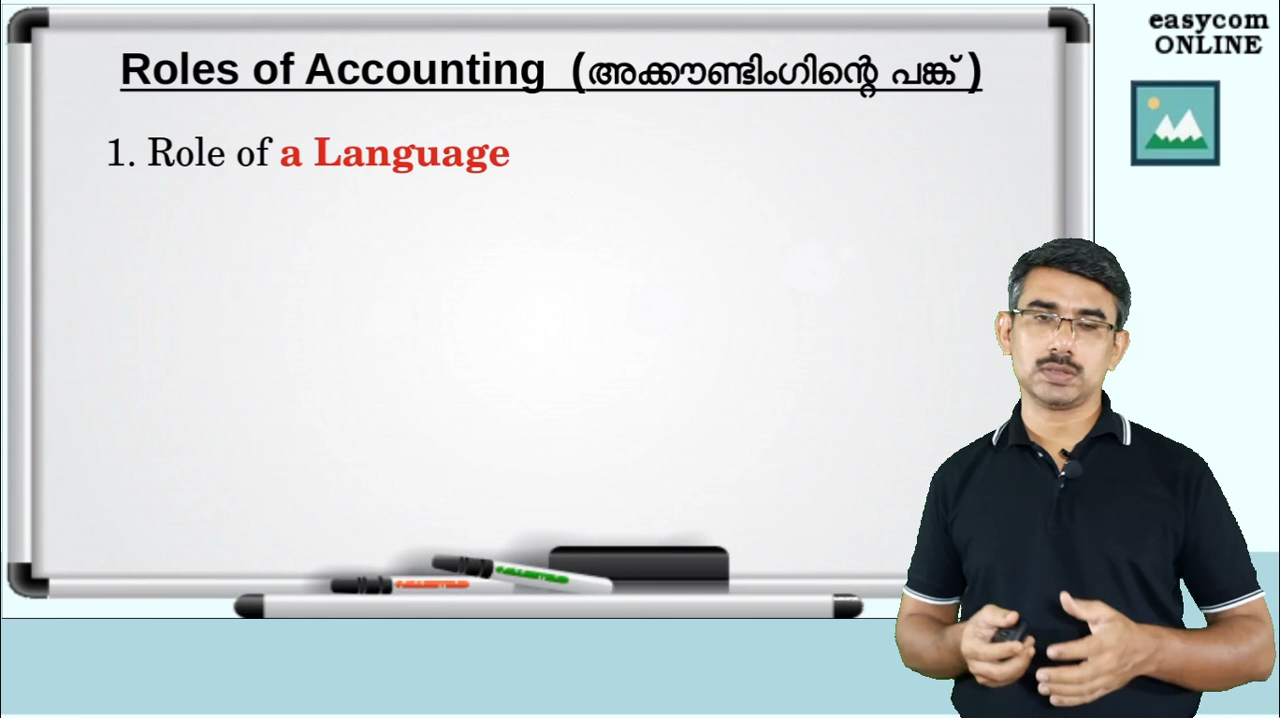 Roles of Accounting (അക്കൗണ്ടിംഗിന്റെ പങ്ക് )
1. Role of a Language
easycom
ONLINE